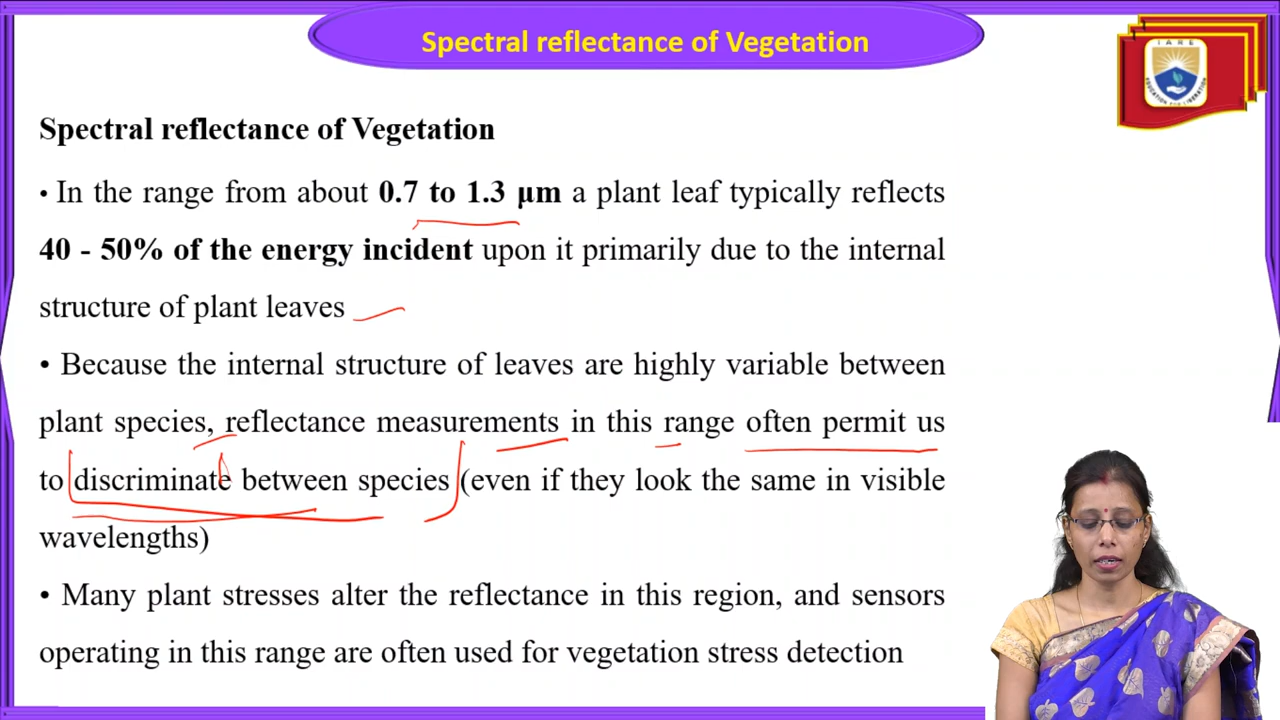 Spectral reflectance of Vegetation
IARE
EDUCATION FOR LIBERATION
Spectral reflectance of Vegetation
• In the range from about 0.7 to 1.3 μm a plant leaf typically reflects
40 - 50% of the energy incident upon it primarily due to the internal
structure of plant leaves
• Because the internal structure of leaves are highly variable between
plant species, reflectance measurements in this range often permit us
to discriminate between species (even if they look the same in visible
wavelengths)
• Many plant stresses alter the reflectance in this region, and sensors
operating in this range are often used for vegetation stress detection